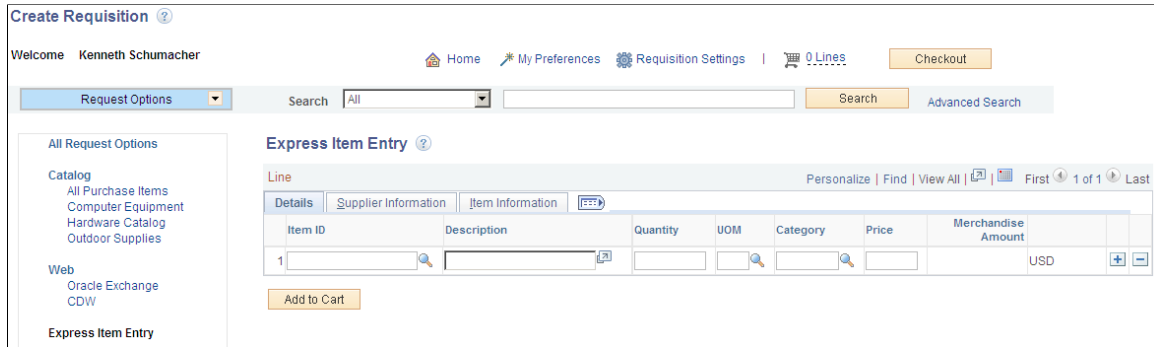 Create Requisition ?
Welcome Kenneth Schumacher
Home My Preferences Requisition Settings | 0 Lines Checkout
Request Options Search All Search Advanced Search
All Request Options
Catalog
All Purchase Items
Computer Equipment
Hardware Catalog
Outdoor Supplies
Web
Oracle Exchange
CDW
Express Item Entry
Express Item Entry ?
Line Personalize | Find | View All | | First 1 of 1 Last
Details Supplier Information Item Information
Item ID Description Quantity UOM Category Price Merchandise Amount
1 USD + -
Add to Cart